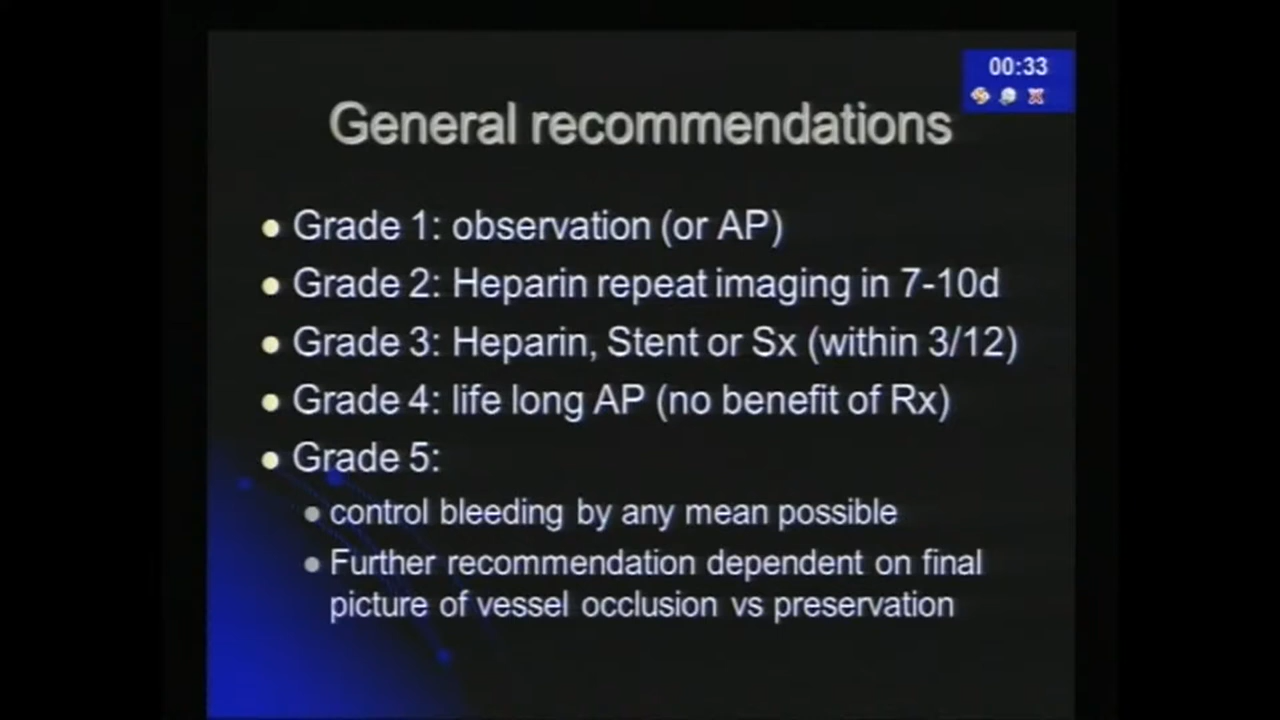 00:33
General recommendations
Grade 1: observation (or AP)
Grade 2: Heparin repeat imaging in 7-10d
Grade 3: Heparin, Stent or Sx (within 3/12)
Grade 4: life long AP (no benefit of Rx)
Grade 5:
control bleeding by any mean possible
Further recommendation dependent on final
picture of vessel occlusion vs preservation